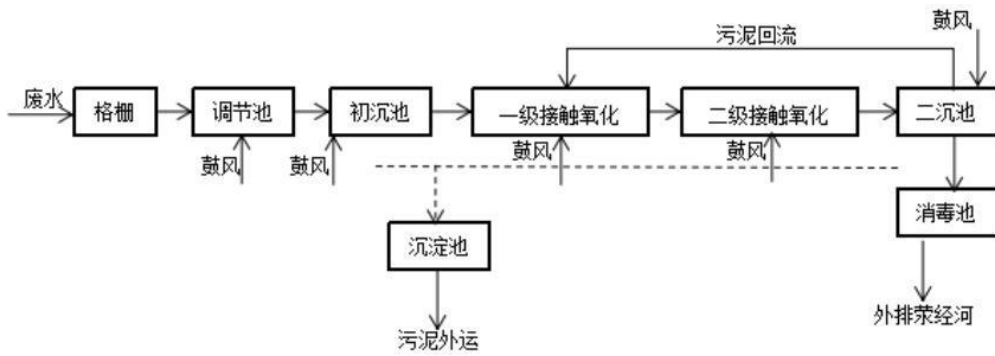 鼓风
污泥回流
废水
格栅
调节池
初沉池
一级接触氧化
二级接触氧化
二沉池
鼓风
鼓风
鼓风
鼓风
消毒池
沉淀池
外排荥经河
污泥外运